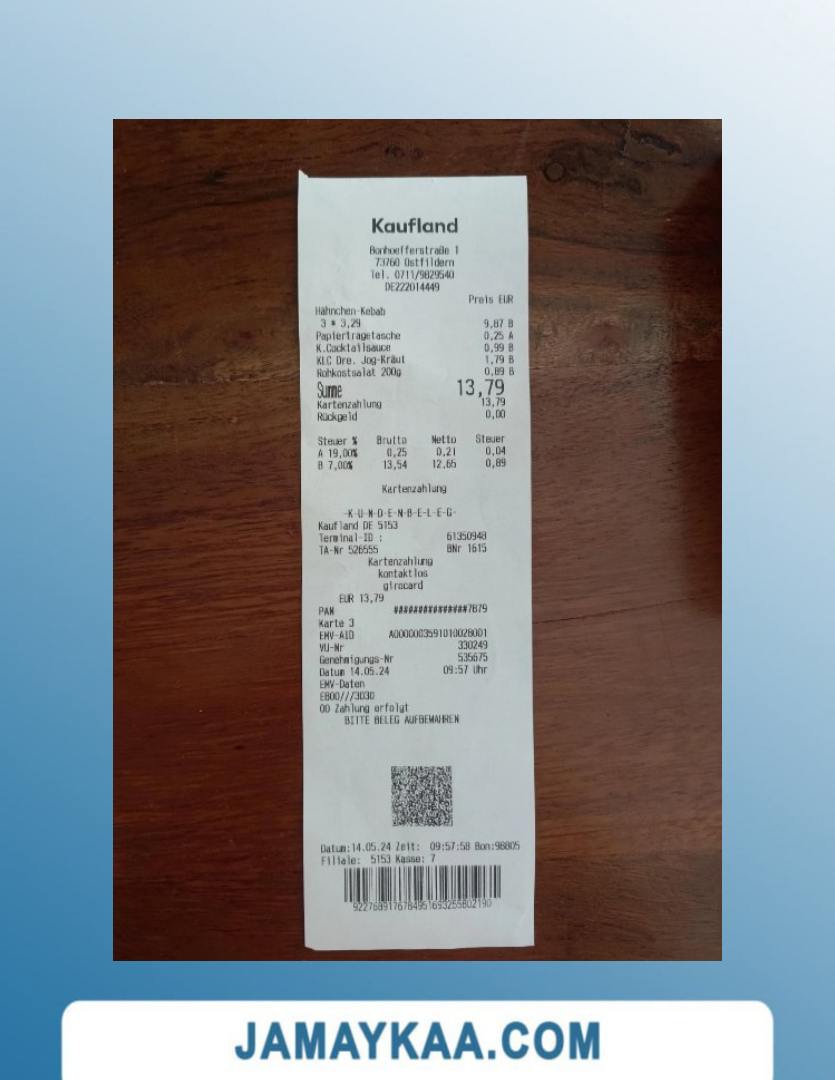 Kaufland
Bonhoefferstraße 1
73760 Ostfildern
Tel. 0711/9829540
DE222014449
Preis EUR
Hähnchen-Kebab
3 * 3,29 9,87 B
Papiertragetasche 0,25 A
K.Cocktailsauce 0,99 B
KLC Dre. Jog-Kräut 1,79 B
Rohkostsalat 200g 0,89 B
Summe 13,79
Kartenzahlung 13,79
Rückgeld 0,00
Steuer % Brutto Netto Steuer
A 19,00% 0,25 0,21 0,04
B 7,00% 13,54 12,65 0,89
Kartenzahlung
-K-U-N-D-E-N-B-E-L-E-G-
Kaufland DE 5153
Terminal-ID : 61350948
TA-Nr 526555 BNr 1615
Kartenzahlung
kontaktlos
girocard
EUR 13,79
PAN ###############7879
Karte 3
EMV-AID A0000003591010028001
VU-Nr 330249
Genehmigungs-Nr 535675
Datum 14.05.24 09:57 Uhr
EMV-Daten
EB00///3030
00 Zahlung erfolgt
BITTE BELEG AUFBEWAHREN
Datum:14.05.24 Zeit: 09:57:58 Bon:98805
Filiale: 5153 Kasse: 7
JAMAYKAA.COM